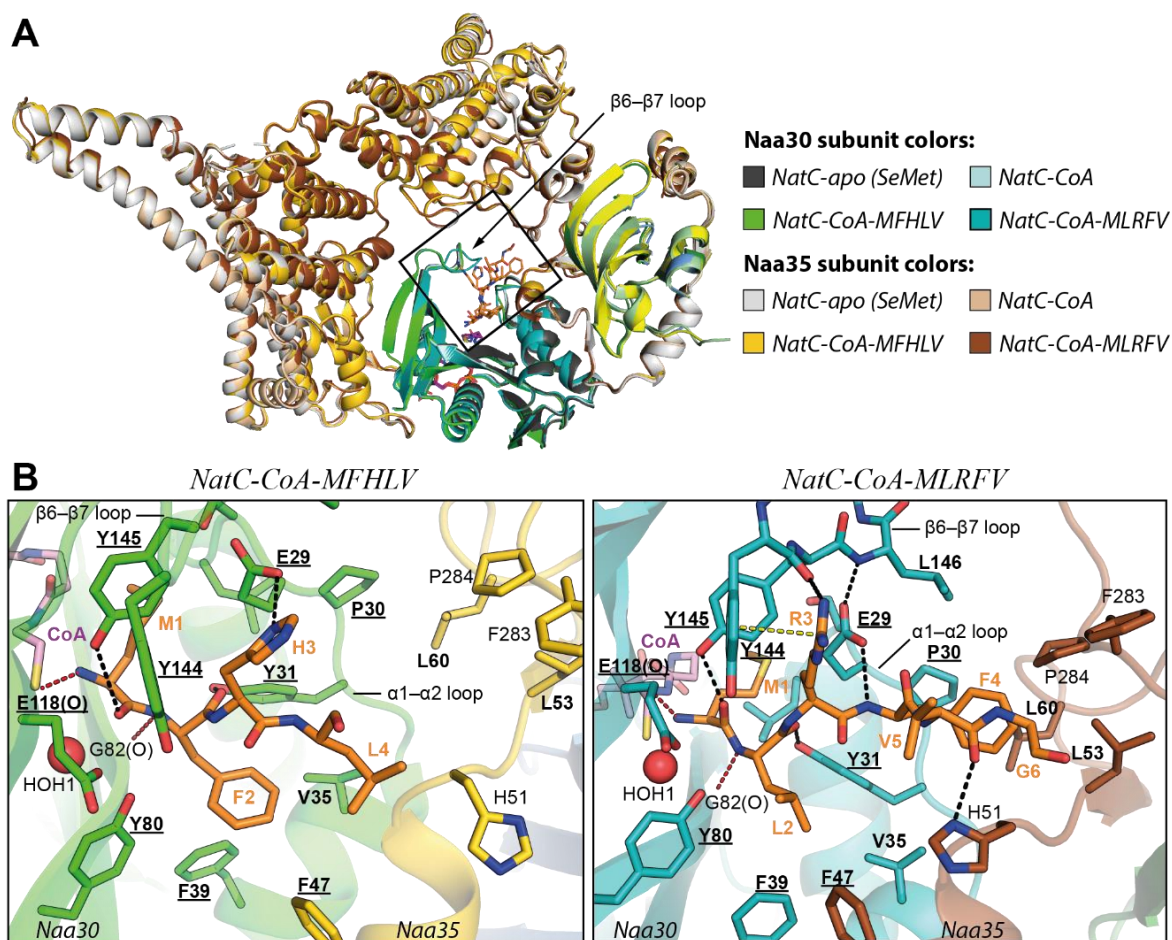 A
β6–β7 loop
Naa30 subunit colors:
NatC-apo (SeMet)
NatC-CoA
NatC-CoA-MFHLV
NatC-CoA-MLRFV
Naa35 subunit colors:
NatC-apo (SeMet)
NatC-CoA
NatC-CoA-MFHLV
NatC-CoA-MLRFV
B
NatC-CoA-MFHLV
β6–β7 loop
Y145
E29
P30
P284
M1
CoA
H3
F283
Y144
Y31
L60
L53
E118(O)
α1–α2 loop
G82(O)
L4
HOH1
F2
V35
H51
Y80
F39
F47
Naa30
Naa35
NatC-CoA-MLRFV
β6–β7 loop
L146
Y145
R3
E29
F283
CoA
Y144
α1–α2 loop
E118(O)
M1
P30
F4
P284
L60
V5
L53
Y31
G6
HOH1
G82(O)
L2
H51
Y80
V35
F39
F47
Naa30
Naa35